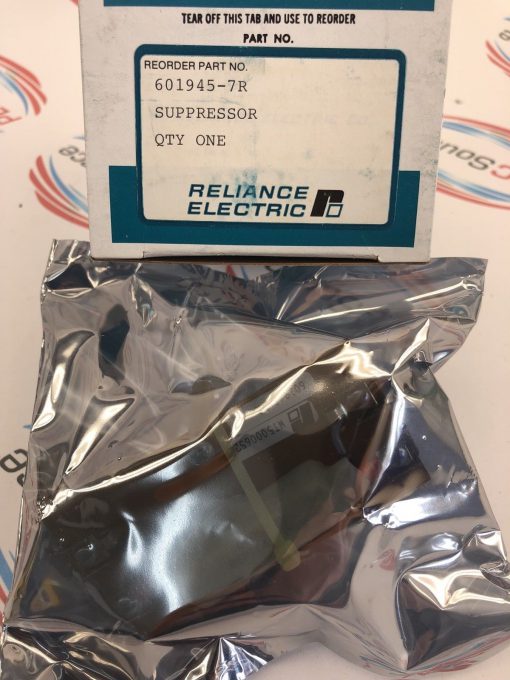 TEAR OFF THIS TAB AND USE TO REORDER
PART NO.
REORDER PART NO.
601945-7R
SUPPRESSOR
QTY ONE
RELIANCE
ELECTRIC